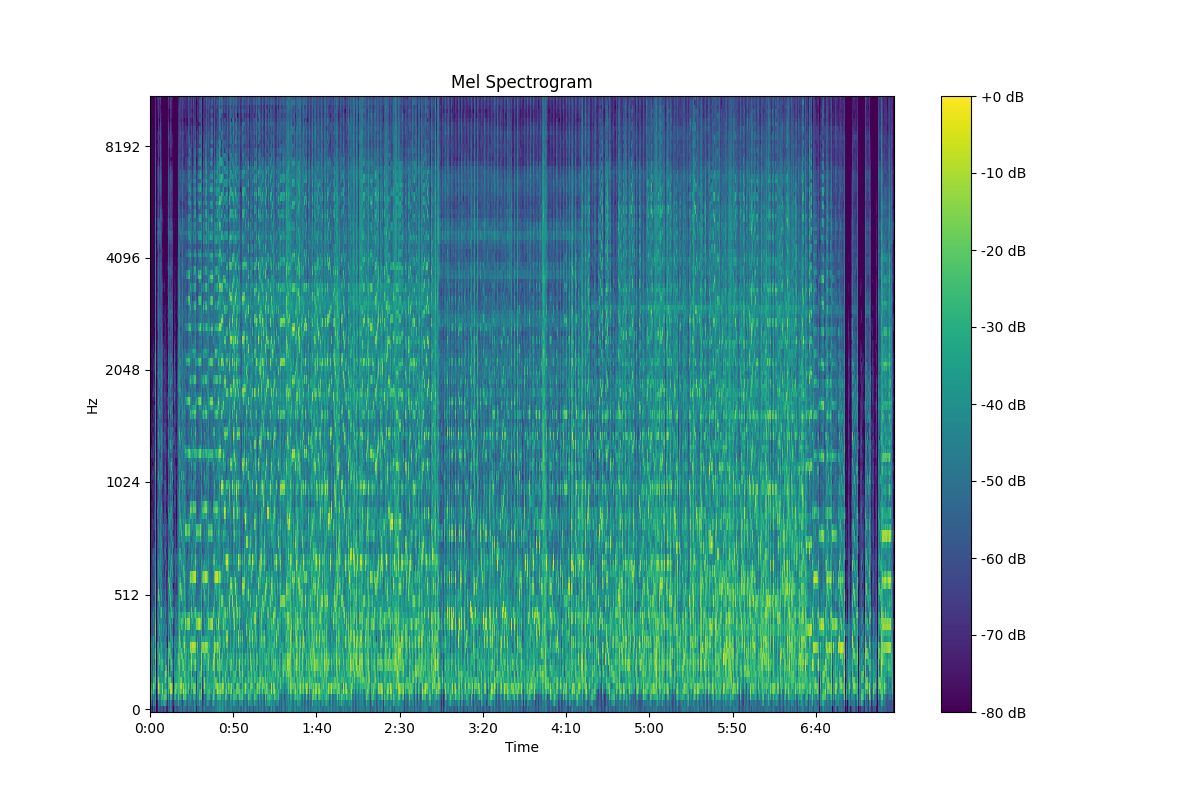 Mel Spectrogram
8192
4096
2048
1024
512
0
Hz
0:00 0:50 1:40 2:30 3:20 4:10 5:00 5:50 6:40
Time
+0 dB
-10 dB
-20 dB
-30 dB
-40 dB
-50 dB
-60 dB
-70 dB
-80 dB